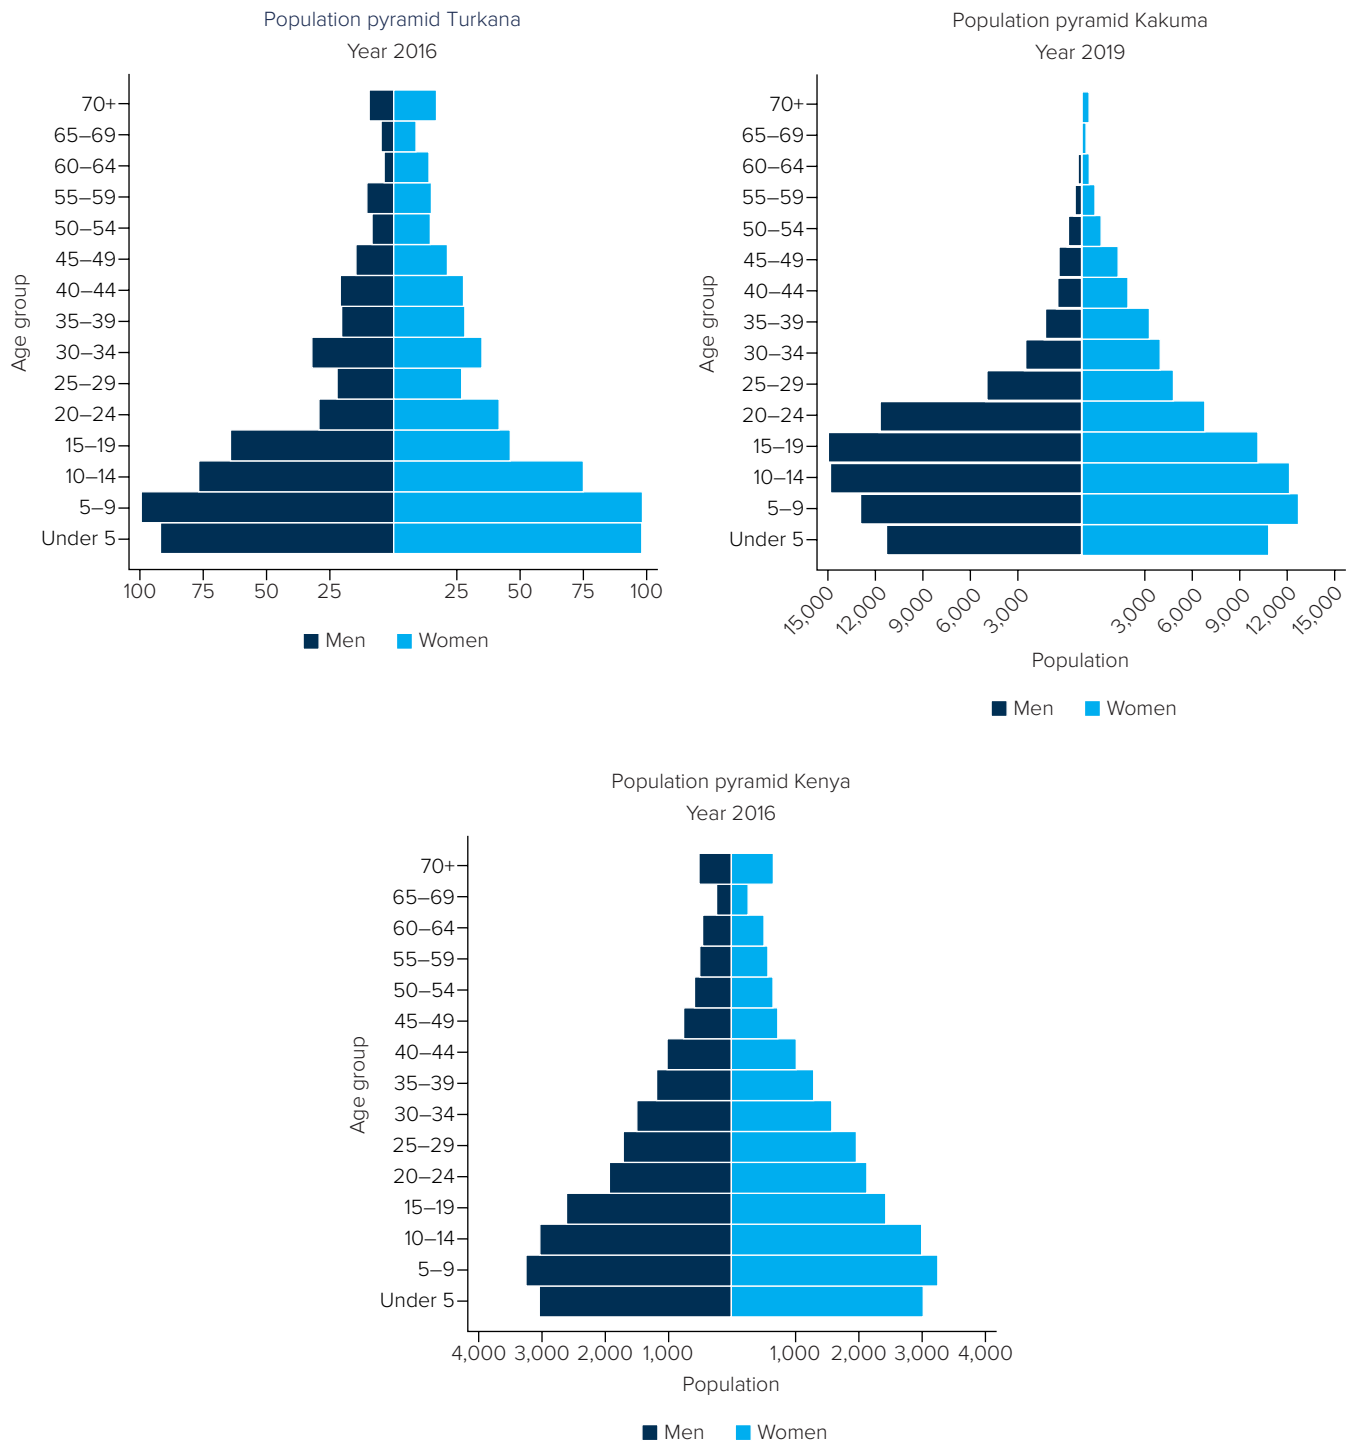 Population pyramid Turkana
Year 2016
Age group
70+
65–69
60–64
55–59
50–54
45–49
40–44
35–39
30–34
25–29
20–24
15–19
10–14
5–9
Under 5
100 75 50 25 25 50 75 100
Men Women
Population pyramid Kakuma
Year 2019
Age group
70+
65–69
60–64
55–59
50–54
45–49
40–44
35–39
30–34
25–29
20–24
15–19
10–14
5–9
Under 5
15,000 12,000 9,000 6,000 3,000 3,000 6,000 9,000 12,000 15,000
Population
Men Women
Population pyramid Kenya
Year 2016
Age group
70+
65–69
60–64
55–59
50–54
45–49
40–44
35–39
30–34
25–29
20–24
15–19
10–14
5–9
Under 5
4,000 3,000 2,000 1,000 1,000 2,000 3,000 4,000
Population
Men Women